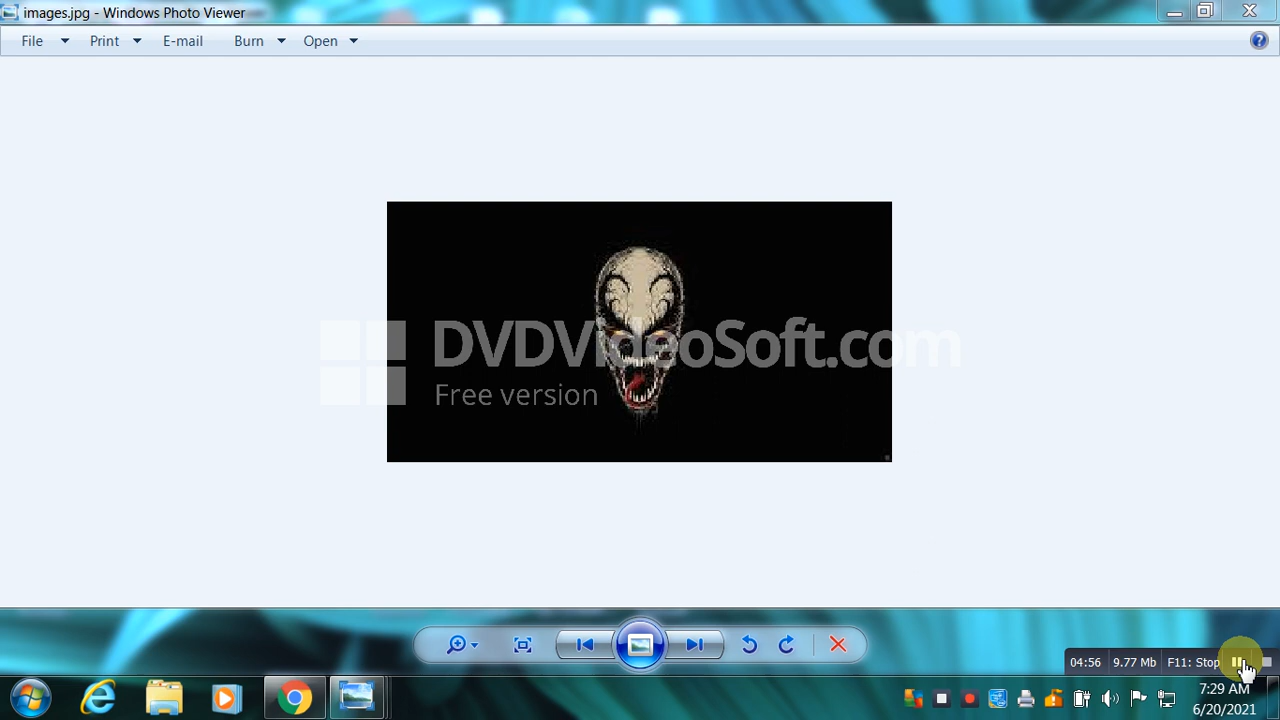 images.jpg - Windows Photo Viewer
File Print E-mail Burn Open
DVDVideoSoft.com
Free version
04:56 9.77 Mb F11: Stop
7:29 AM
6/20/2021